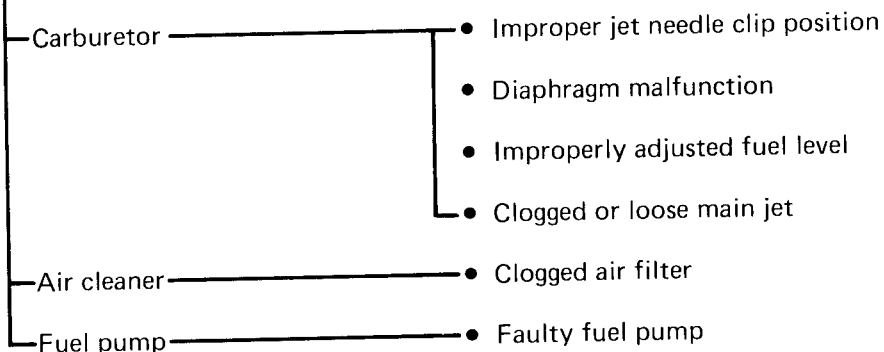 Carburetor
• Improper jet needle clip position
• Diaphragm malfunction
• Improperly adjusted fuel level
• Clogged or loose main jet
Air cleaner
• Clogged air filter
Fuel pump
• Faulty fuel pump